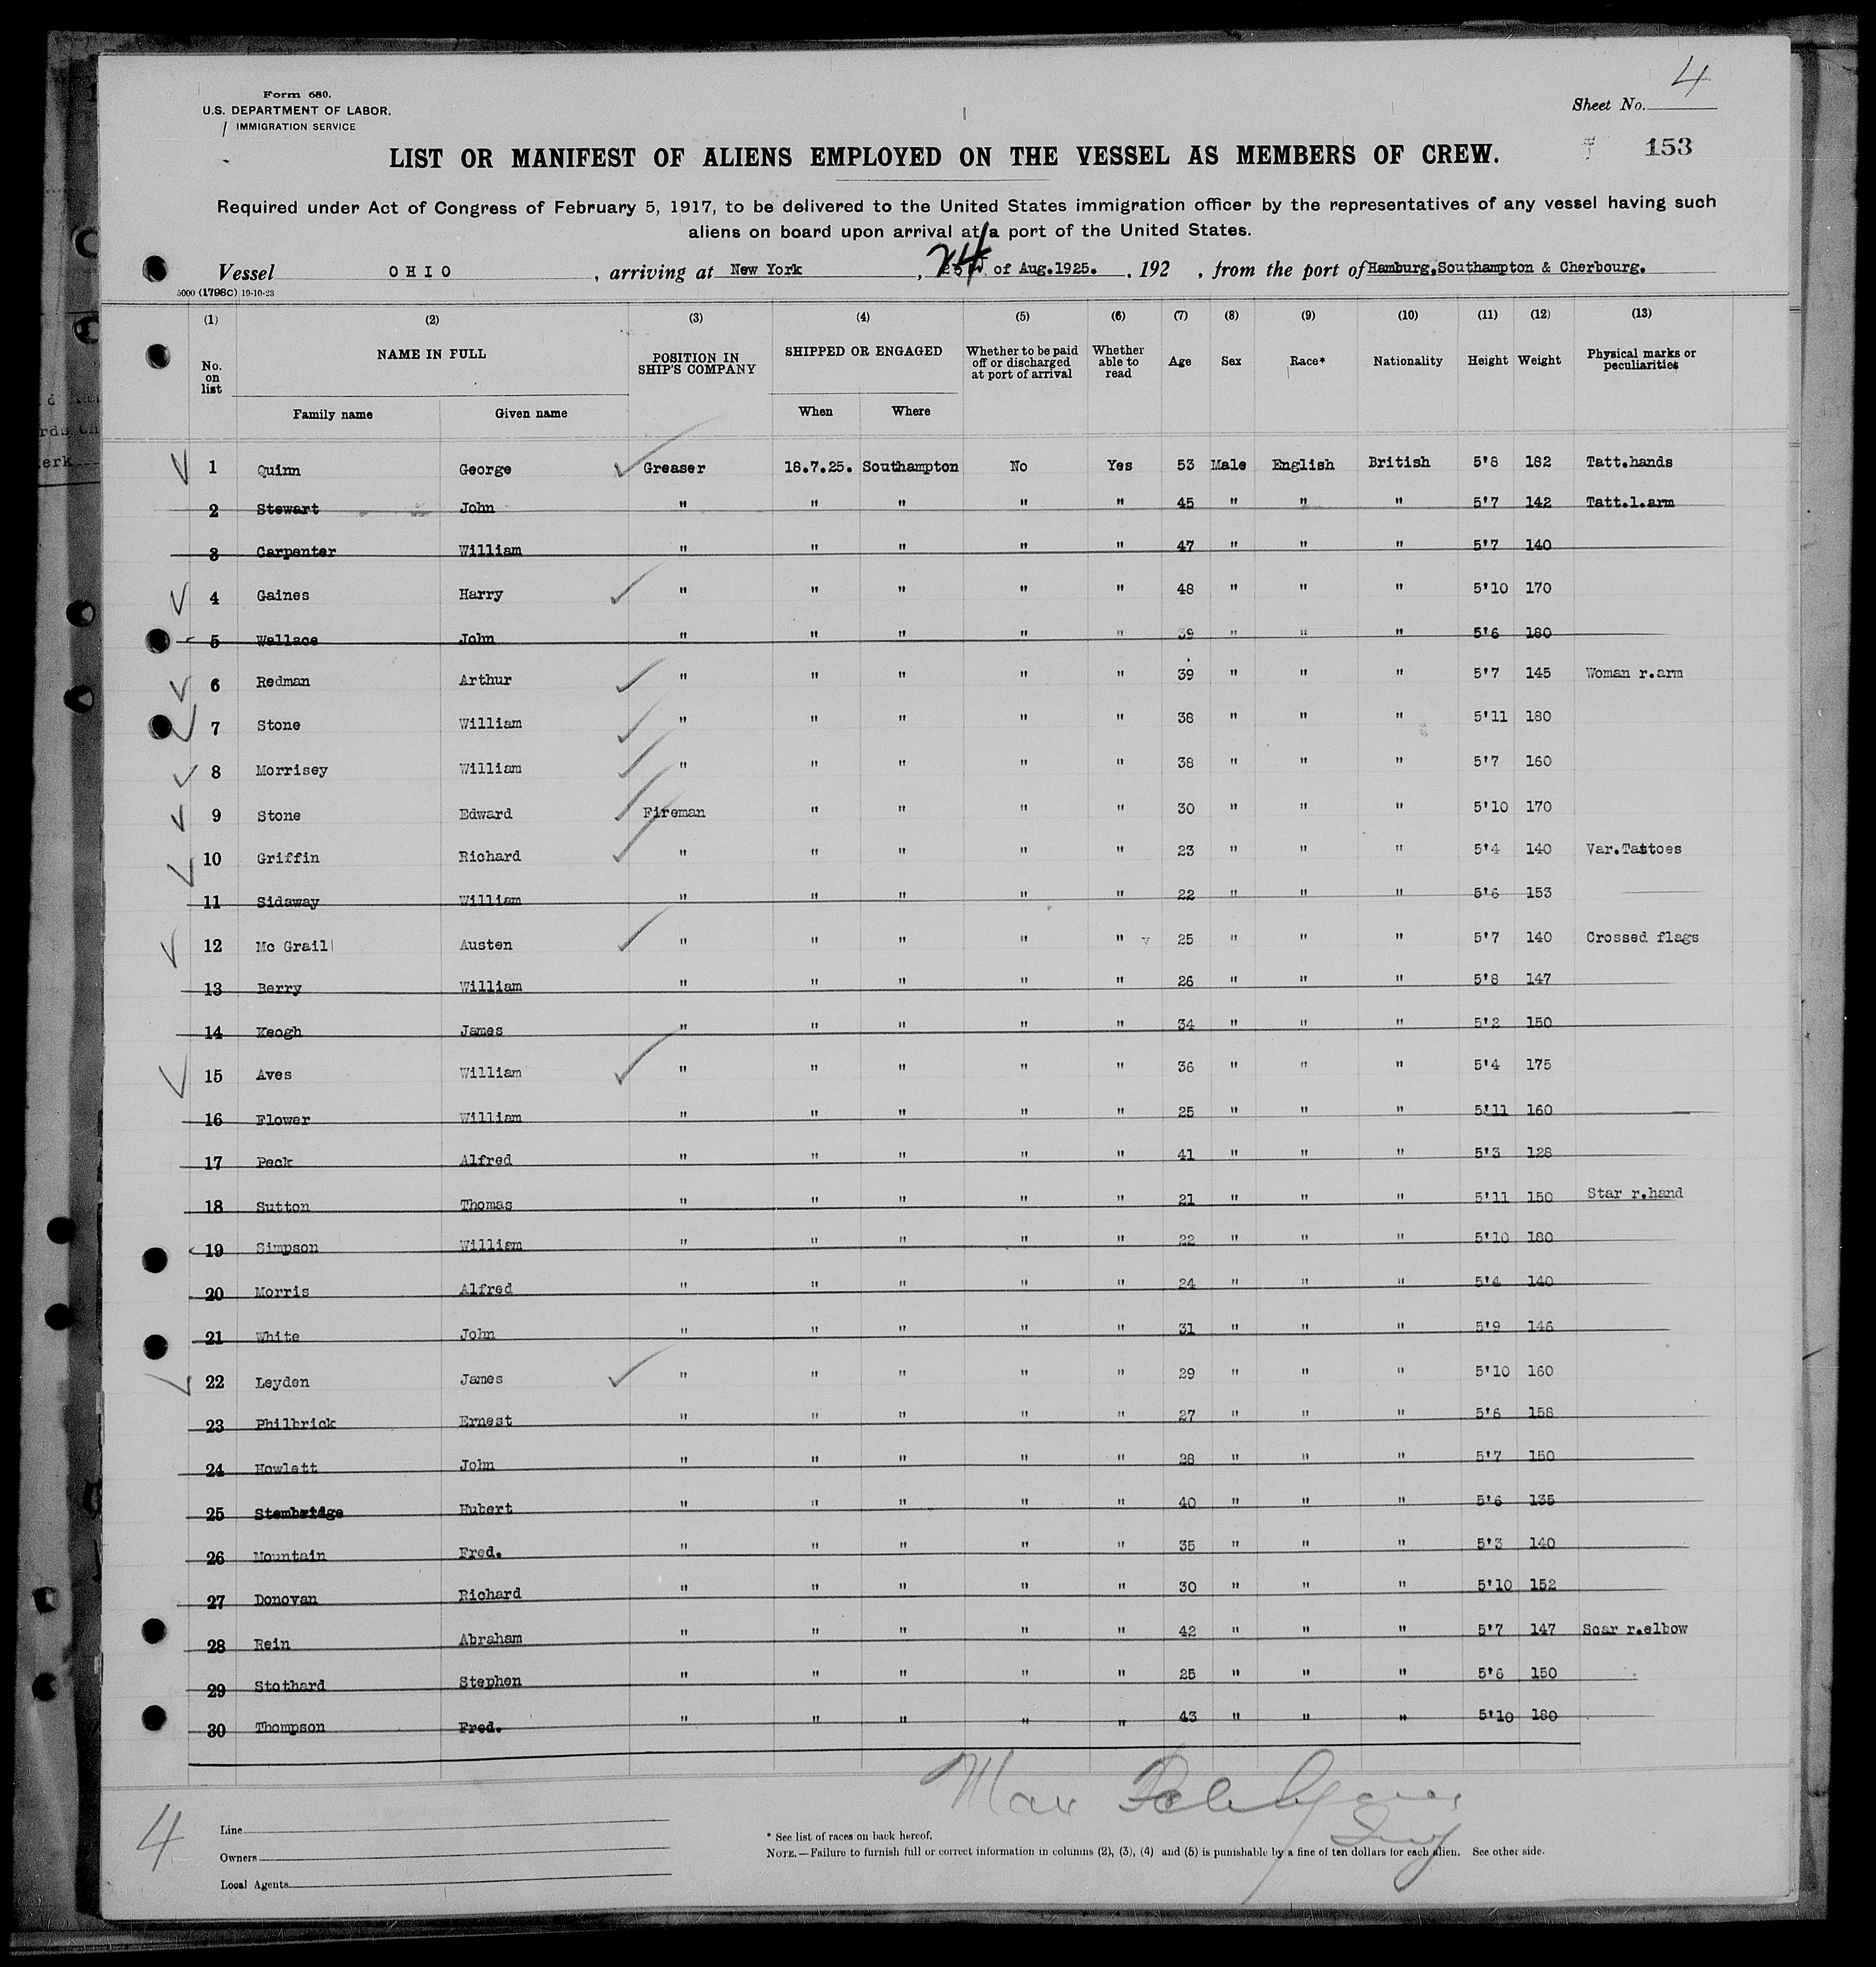 4
Form 680.
U.S. DEPARTMENT OF LABOR.
IMMIGRATION SERVICE
Sheet No.
153
LIST OR MANIFEST OF ALIENS EMPLOYED ON THE VESSEL AS MEMBERS OF CREW.
Required under Act of Congress of February 5, 1917, to be delivered to the United States immigration officer by the representatives of any vessel having such
aliens on board upon arrival at a port of the United States.
Vessel OHIO, arriving at New York, 24 of Aug.1925. , 192 , from the port of Hamburg,Southampton & Cherbourg.
5000 (1798C) 19-10-23
(1) (2) (3) (4) (5) (6) (7) (8) (9) (10) (11) (12) (13)
No. on list NAME IN FULL Family name Given name POSITION IN SHIP'S COMPANY SHIPPED OR ENGAGED When Where Whether to be paid off or discharged at port of arrival Whether able to read Age Sex Race* Nationality Height Weight Physical marks or peculiarities
1 Quinn George Greaser 18.7.25. Southampton No Yes 53 Male English British 5'8 182 Tatt.hands
2 Stewart John " " " " " 45 " " " 5'7 142 Tatt.l.arm
3 Carpenter William " " " " " 47 " " " 5'7 140
4 Gaines Harry " " " " " 48 " " " 5'10 170
5 Wallace John " " " " " 39 " " " 5'6 180
6 Redman Arthur " " " " " 39 " " " 5'7 145 Woman r.arm
7 Stone William " " " " " 38 " " " 5'11 180
8 Morrisey William " " " " " 38 " " " 5'7 160
9 Stone Edward Fireman " " " " 30 " " " 5'10 170
10 Griffin Richard " " " " " 23 " " " 5'4 140 Var.Tattoes
11 Sidaway William " " " " " 22 " " " 5'6 153
12 Mc Grail Austen " " " " " 25 " " " 5'7 140 Crossed flags
13 Berry William " " " " " 26 " " " 5'8 147
14 Keogh James " " " " " 34 " " " 5'2 150
15 Aves William " " " " " 36 " " " 5'4 175
16 Flower William " " " " " 25 " " " 5'11 160
17 Peck Alfred " " " " " 41 " " " 5'3 128
18 Sutton Thomas " " " " " 21 " " " 5'11 150 Star r.hand
19 Simpson William " " " " " 22 " " " 5'10 180
20 Morris Alfred " " " " " 24 " " " 5'4 140
21 White John " " " " " 31 " " " 5'9 146
22 Leyden James " " " " " 29 " " " 5'10 160
23 Philbrick Ernest " " " " " 27 " " " 5'6 158
24 Howlett John " " " " " 28 " " " 5'7 150
25 Stembridge Hubert " " " " " 40 " " " 5'6 135
26 Mountain Fred. " " " " " 35 " " " 5'3 140
27 Donovan Richard " " " " " 30 " " " 5'10 152
28 Rein Abraham " " " " " 42 " " " 5'7 147 Scar r.elbow
29 Stothard Stephen " " " " " 25 " " " 5'6 150
30 Thompson Fred. " " " " " 43 " " " 5'10 180
Max
4
Line
Owners
Local Agents
* See list of races on back hereof.
NOTE.—Failure to furnish full or correct information in columns (2), (3), (4) and (5) is punishable by a fine of ten dollars for each alien. See other side.